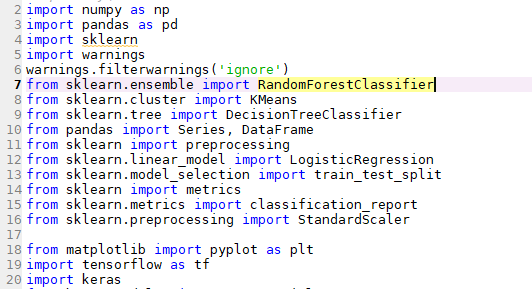 2 import numpy as np
3 import pandas as pd
4 import sklearn
5 import warnings
6 warnings.filterwarnings('ignore')
7 from sklearn.ensemble import RandomForestClassifier
8 from sklearn.cluster import KMeans
9 from sklearn.tree import DecisionTreeClassifier
10 from pandas import Series, DataFrame
11 from sklearn import preprocessing
12 from sklearn.linear_model import LogisticRegression
13 from sklearn.model_selection import train_test_split
14 from sklearn import metrics
15 from sklearn.metrics import classification_report
16 from sklearn.preprocessing import StandardScaler
17
18 from matplotlib import pyplot as plt
19 import tensorflow as tf
20 import keras